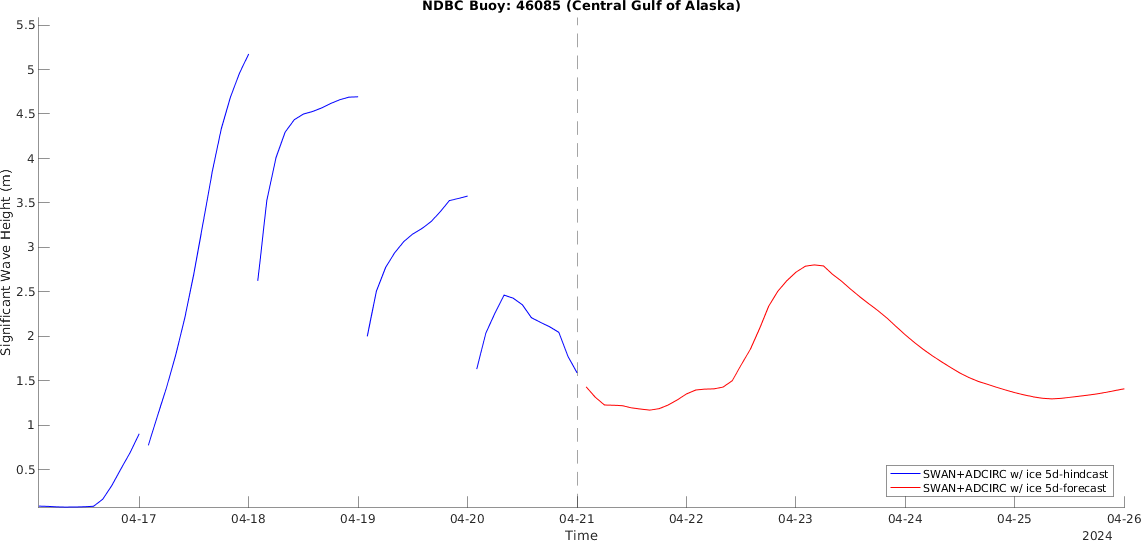 NDBC Buoy: 46085 (Central Gulf of Alaska)
Significant Wave Height (m)
5.5
5
4.5
4
3.5
3
2.5
2
1.5
1
0.5
SWAN+ADCIRC w/ ice 5d-hindcast
SWAN+ADCIRC w/ ice 5d-forecast
04-17 04-18 04-19 04-20 04-21 04-22 04-23 04-24 04-25 04-26
Time
2024